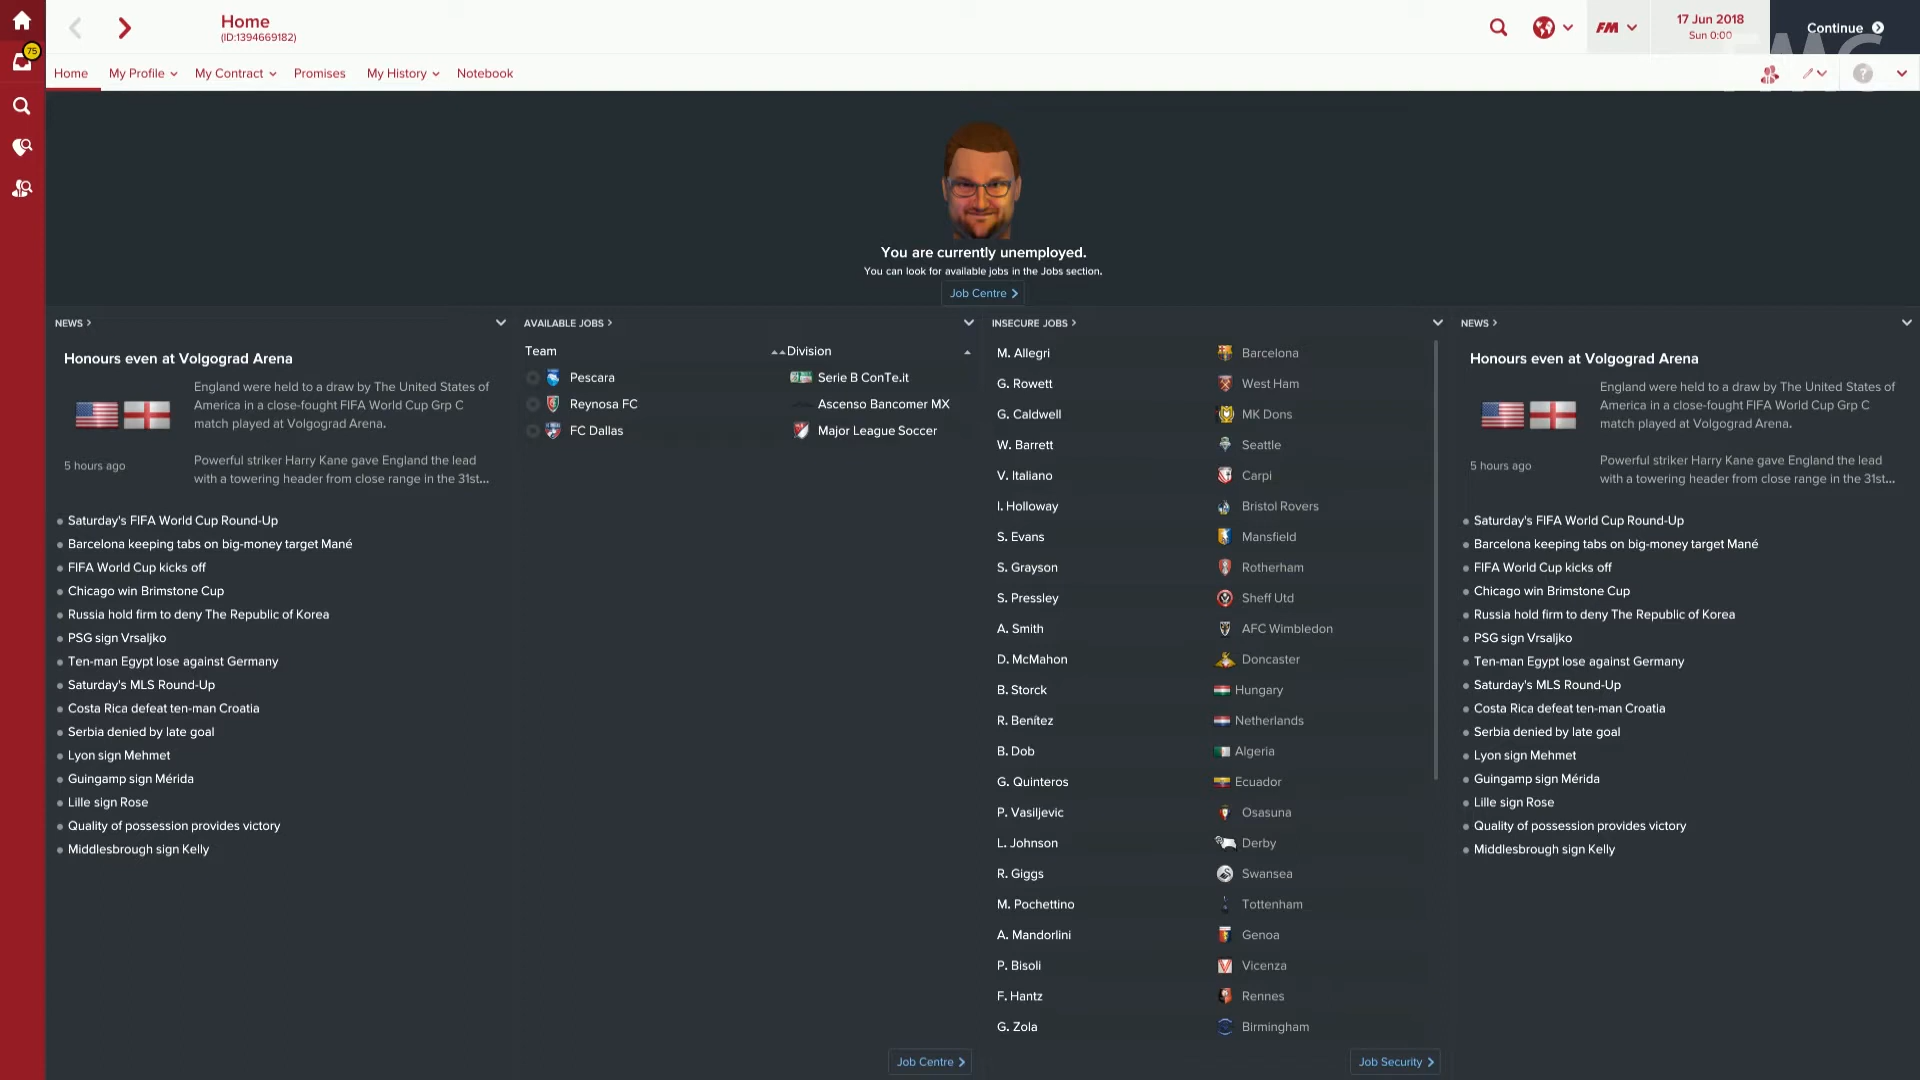 Home
(ID:1394669182)
FM
17 Jun 2018
Sun 0:00
Continue
75
Home
My Profile
My Contract
Promises
My History
Notebook
?
You are currently unemployed.
You can look for available jobs in the Jobs section.
Job Centre
NEWS
Honours even at Volgograd Arena
England were held to a draw by The United States of
America in a close-fought FIFA World Cup Grp C
match played at Volgograd Arena.
5 hours ago
Powerful striker Harry Kane gave England the lead
with a towering header from close range in the 31st...
Saturday's FIFA World Cup Round-Up
Barcelona keeping tabs on big-money target Mané
FIFA World Cup kicks off
Chicago win Brimstone Cup
Russia hold firm to deny The Republic of Korea
PSG sign Vrsaljko
Ten-man Egypt lose against Germany
Saturday's MLS Round-Up
Costa Rica defeat ten-man Croatia
Serbia denied by late goal
Lyon sign Mehmet
Guingamp sign Mérida
Lille sign Rose
Quality of possession provides victory
Middlesbrough sign Kelly
AVAILABLE JOBS
Team Division
Pescara Serie B ConTe.it
Reynosa FC Ascenso Bancomer MX
FC Dallas Major League Soccer
Job Centre
INSECURE JOBS
M. Allegri Barcelona
G. Rowett West Ham
G. Caldwell MK Dons
W. Barrett Seattle
V. Italiano Carpi
I. Holloway Bristol Rovers
S. Evans Mansfield
S. Grayson Rotherham
S. Pressley Sheff Utd
A. Smith AFC Wimbledon
D. McMahon Doncaster
B. Storck Hungary
R. Benítez Netherlands
B. Dob Algeria
G. Quinteros Ecuador
P. Vasiljevic Osasuna
L. Johnson Derby
R. Giggs Swansea
M. Pochettino Tottenham
A. Mandorlini Genoa
P. Bisoli Vicenza
F. Hantz Rennes
G. Zola Birmingham
Job Security
NEWS
Honours even at Volgograd Arena
England were held to a draw by The United States of
America in a close-fought FIFA World Cup Grp C
match played at Volgograd Arena.
5 hours ago
Powerful striker Harry Kane gave England the lead
with a towering header from close range in the 31st...
Saturday's FIFA World Cup Round-Up
Barcelona keeping tabs on big-money target Mané
FIFA World Cup kicks off
Chicago win Brimstone Cup
Russia hold firm to deny The Republic of Korea
PSG sign Vrsaljko
Ten-man Egypt lose against Germany
Saturday's MLS Round-Up
Costa Rica defeat ten-man Croatia
Serbia denied by late goal
Lyon sign Mehmet
Guingamp sign Mérida
Lille sign Rose
Quality of possession provides victory
Middlesbrough sign Kelly